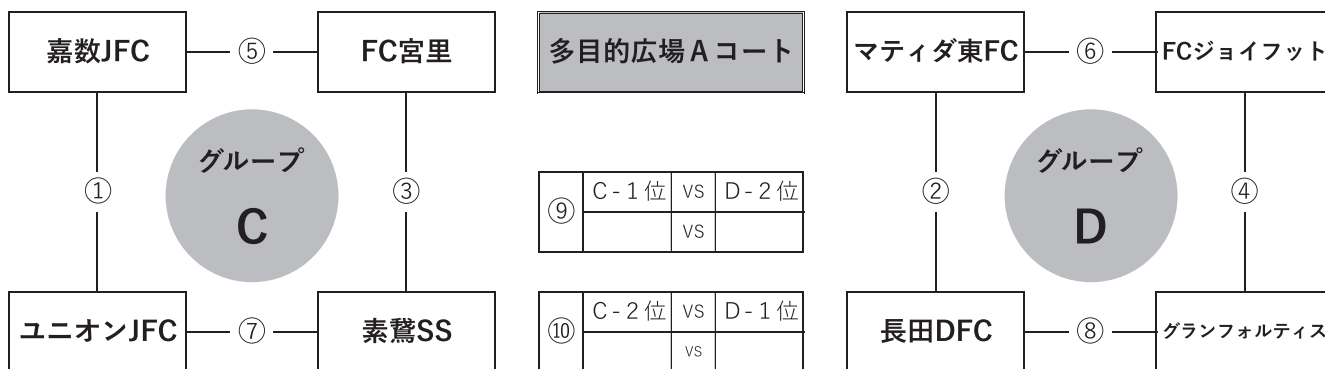 嘉数JFC ⑤ FC宮里
グループ
C
① ③
ユニオンJFC ⑦ 素鵞SS
多目的広場Aコート
⑨ C-1位 VS D-2位
VS
⑩ C-2位 VS D-1位
VS
マティダ東FC ⑥ FCジョイフット
グループ
D
② ④
長田DFC ⑧ グランフォルティス